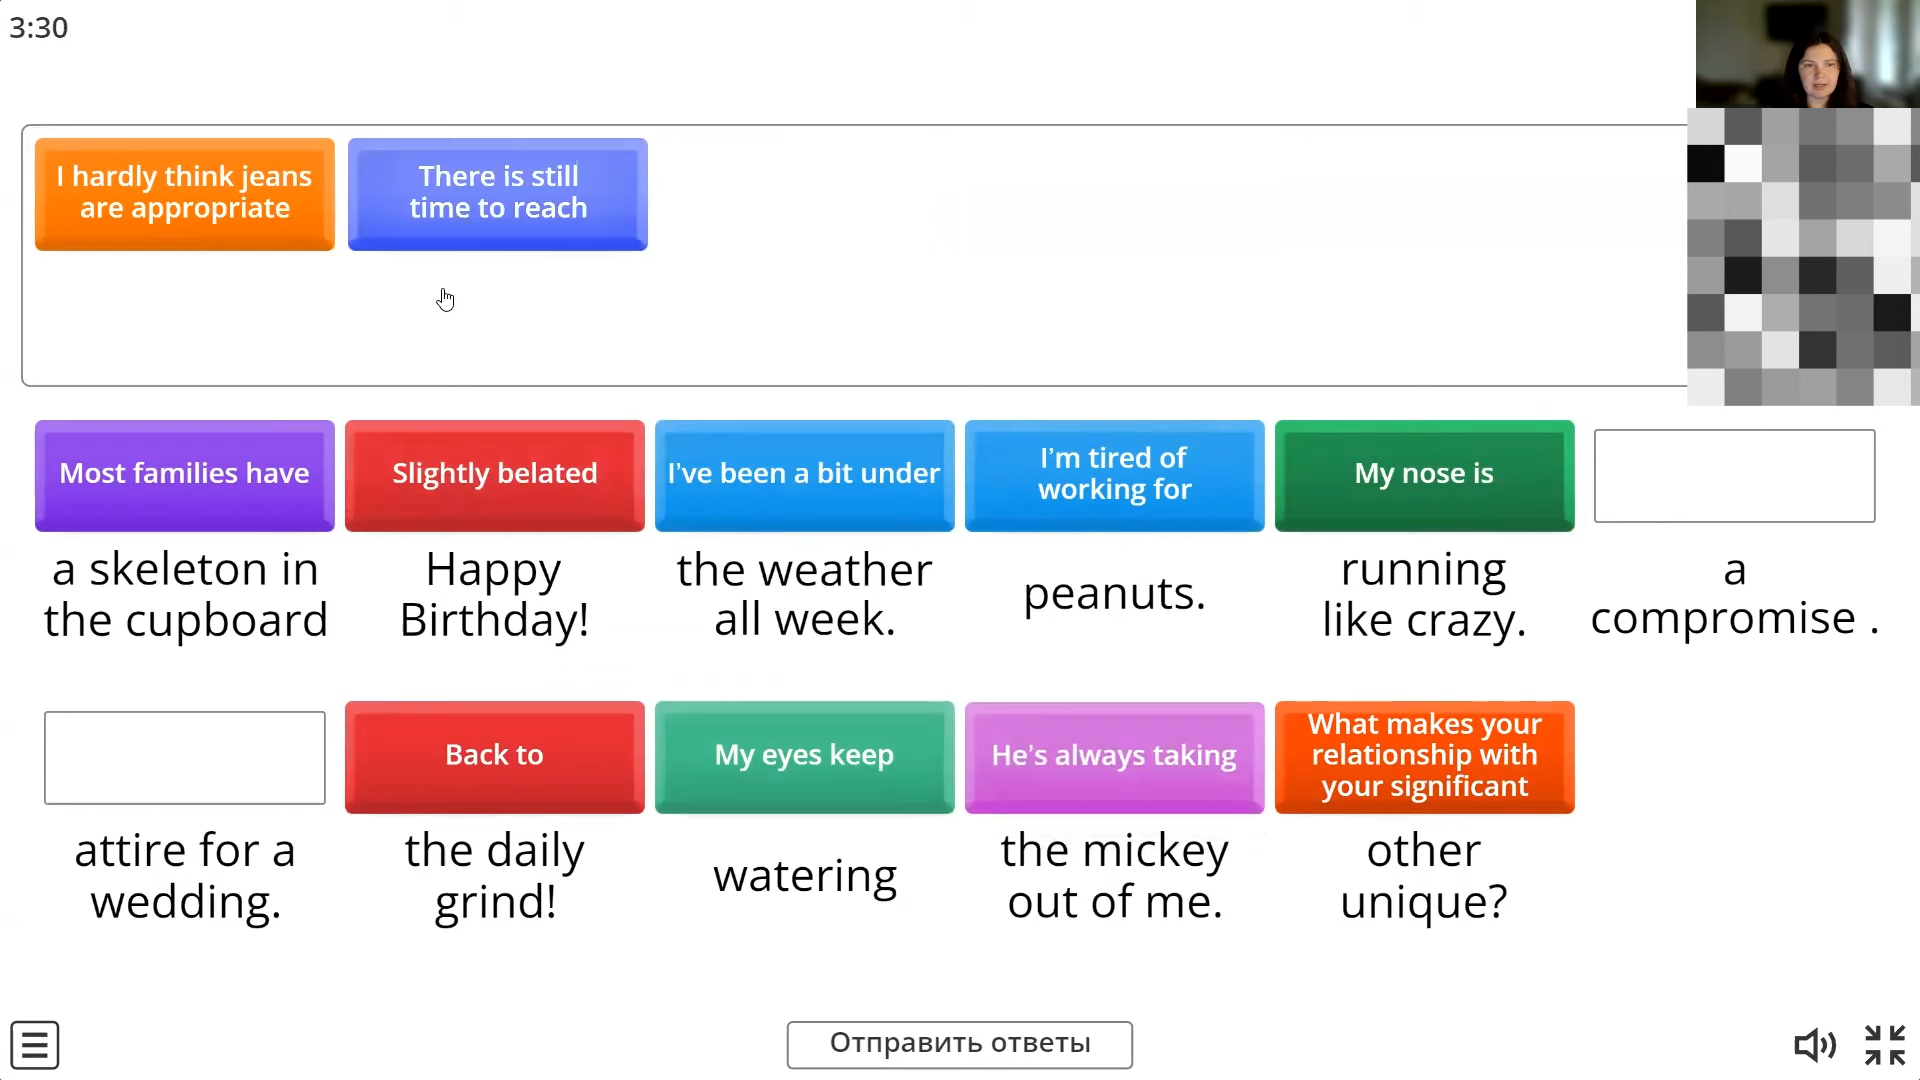 3:30
I hardly think jeans
are appropriate
There is still
time to reach
Most families have
Slightly belated
I've been a bit under
I'm tired of
working for
My nose is
a skeleton in
the cupboard
Happy
Birthday!
the weather
all week.
peanuts.
running
like crazy.
a
compromise .
Back to
My eyes keep
He's always taking
What makes your
relationship with
your significant
attire for a
wedding.
the daily
grind!
watering
the mickey
out of me.
other
unique?
Отправить ответы